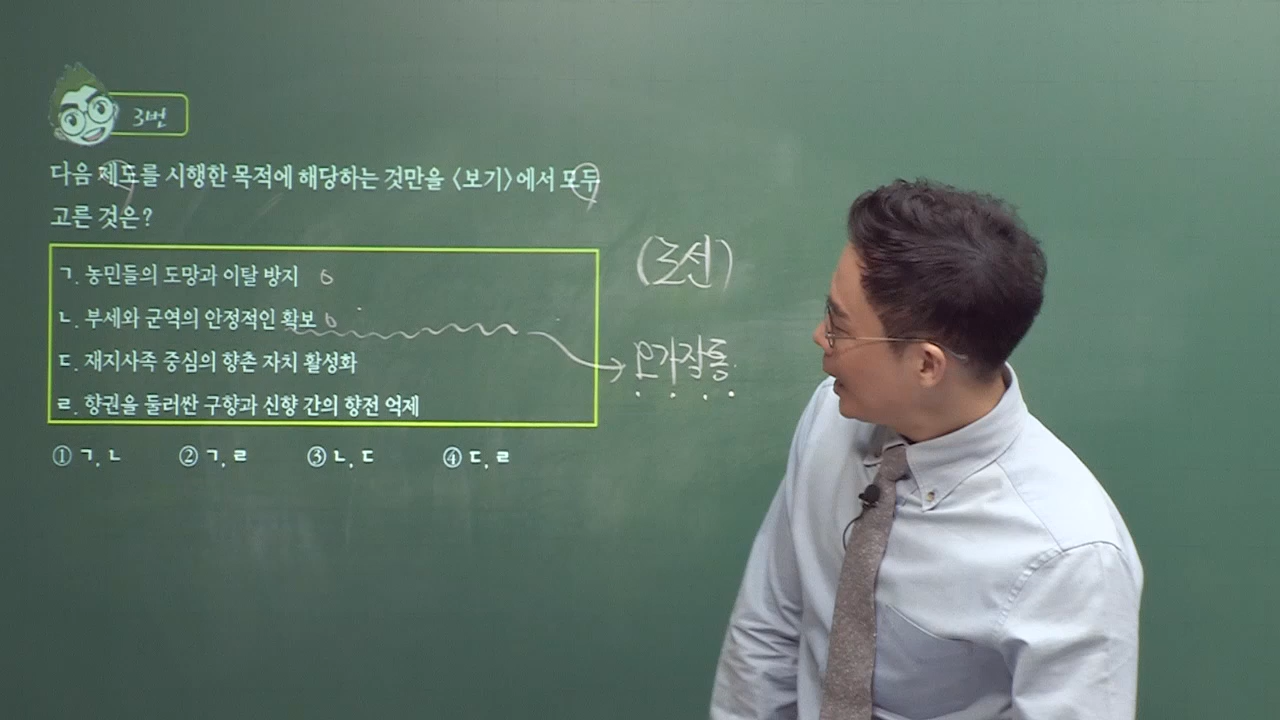 3번
다음 제도를 시행한 목적에 해당하는 것만을 〈보기〉에서 모두
고른 것은?
ㄱ. 농민들의 도망과 이탈 방지 o
ㄴ. 부세와 군역의 안정적인 확보 o
ㄷ. 재지사족 중심의 향촌 자치 활성화
ㄹ. 향권을 둘러싼 구향과 신향 간의 향전 억제
① ㄱ, ㄴ ② ㄱ, ㄹ ③ ㄴ, ㄷ ④ ㄷ, ㄹ
(조선)
오가작통